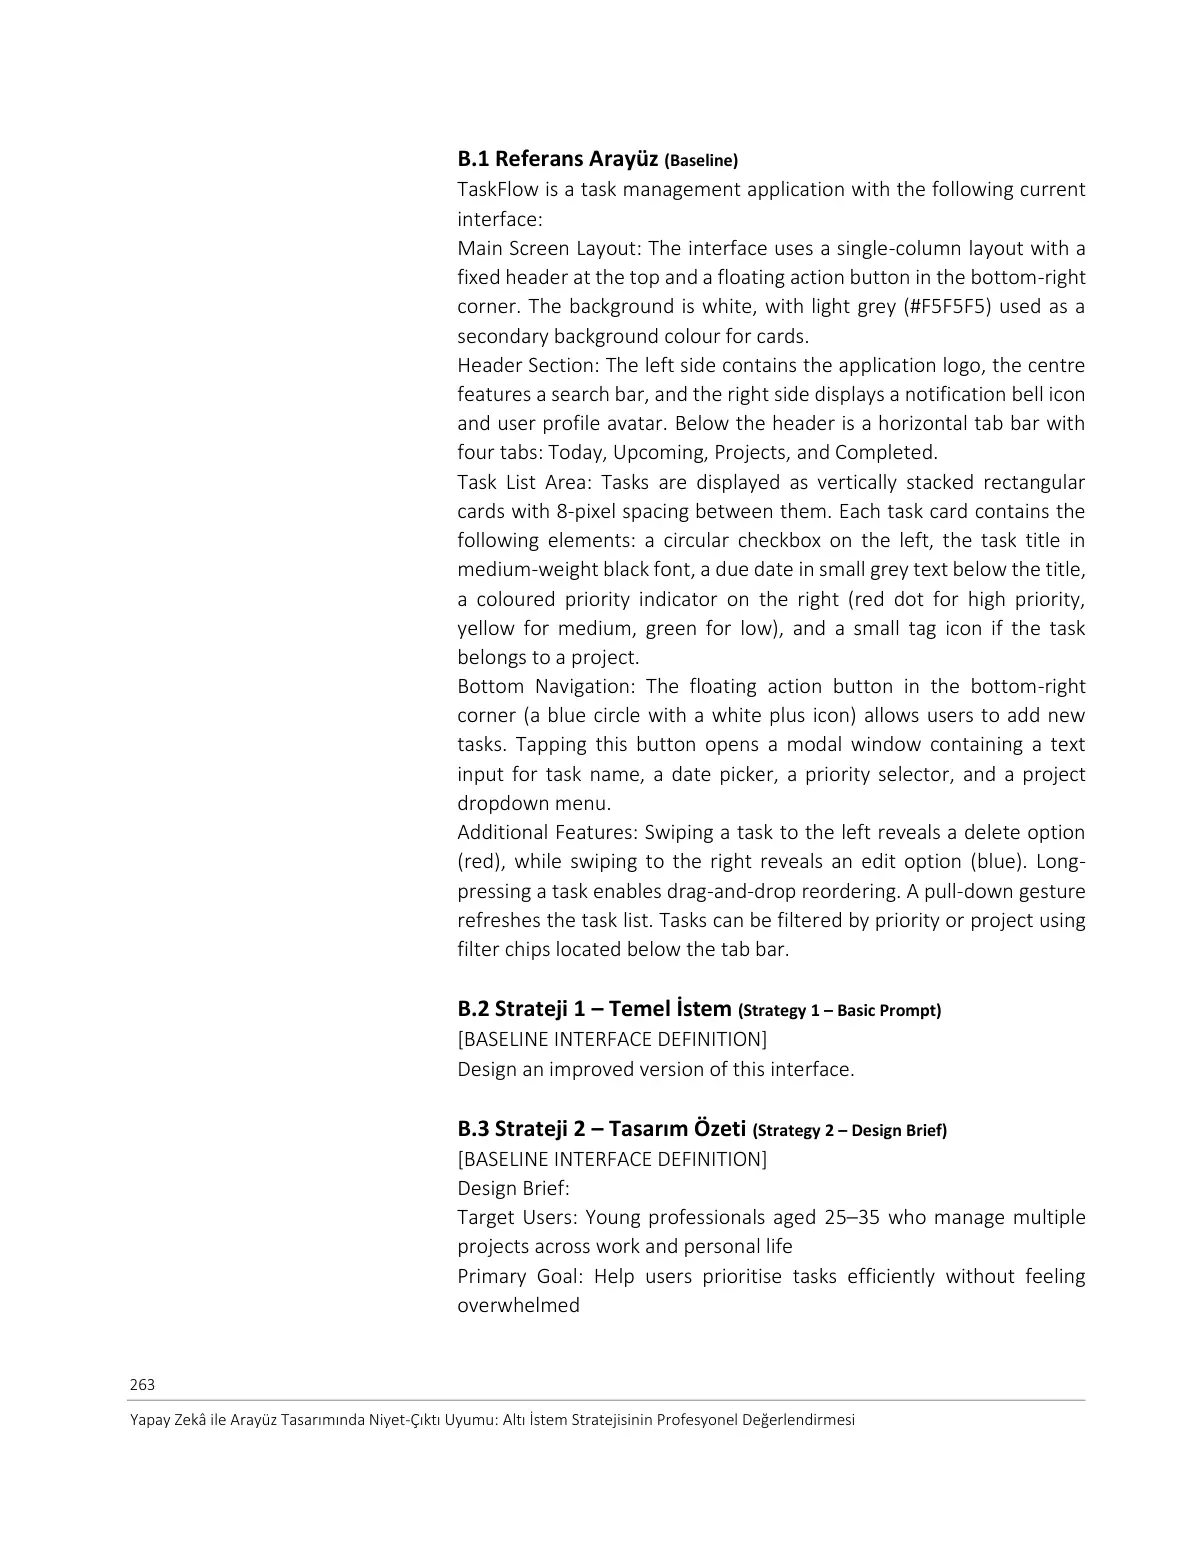 B.1 Referans Arayüz (Baseline)
TaskFlow is a task management application with the following current
interface:
Main Screen Layout: The interface uses a single-column layout with a
fixed header at the top and a floating action button in the bottom-right
corner. The background is white, with light grey (#F5F5F5) used as a
secondary background colour for cards.
Header Section: The left side contains the application logo, the centre
features a search bar, and the right side displays a notification bell icon
and user profile avatar. Below the header is a horizontal tab bar with
four tabs: Today, Upcoming, Projects, and Completed.
Task List Area: Tasks are displayed as vertically stacked rectangular
cards with 8-pixel spacing between them. Each task card contains the
following elements: a circular checkbox on the left, the task title in
medium-weight black font, a due date in small grey text below the title,
a coloured priority indicator on the right (red dot for high priority,
yellow for medium, green for low), and a small tag icon if the task
belongs to a project.
Bottom Navigation: The floating action button in the bottom-right
corner (a blue circle with a white plus icon) allows users to add new
tasks. Tapping this button opens a modal window containing a text
input for task name, a date picker, a priority selector, and a project
dropdown menu.
Additional Features: Swiping a task to the left reveals a delete option
(red), while swiping to the right reveals an edit option (blue). Long-
pressing a task enables drag-and-drop reordering. A pull-down gesture
refreshes the task list. Tasks can be filtered by priority or project using
filter chips located below the tab bar.
B.2 Strateji 1 – Temel İstem (Strategy 1 – Basic Prompt)
[BASELINE INTERFACE DEFINITION]
Design an improved version of this interface.
B.3 Strateji 2 – Tasarım Özeti (Strategy 2 – Design Brief)
[BASELINE INTERFACE DEFINITION]
Design Brief:
Target Users: Young professionals aged 25–35 who manage multiple
projects across work and personal life
Primary Goal: Help users prioritise tasks efficiently without feeling
overwhelmed
263
Yapay Zekâ ile Arayüz Tasarımında Niyet-Çıktı Uyumu: Altı İstem Stratejisinin Profesyonel Değerlendirmesi